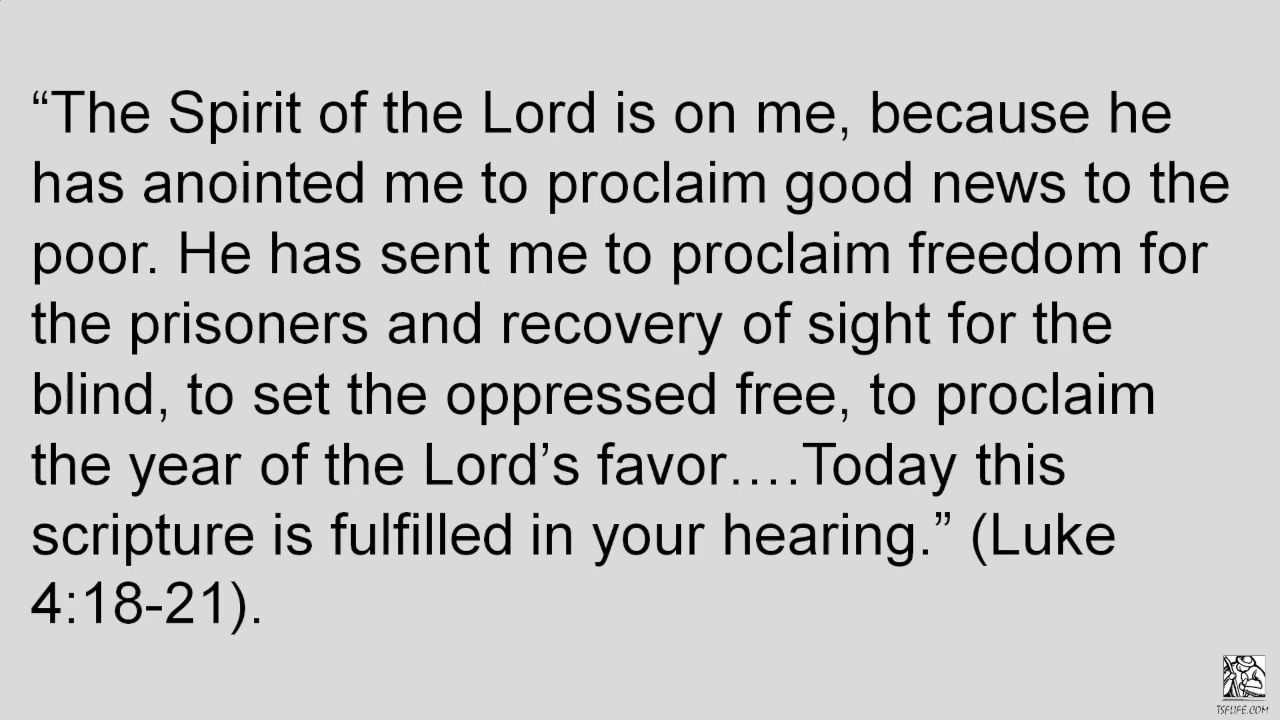 “The Spirit of the Lord is on me, because he
has anointed me to proclaim good news to the
poor. He has sent me to proclaim freedom for
the prisoners and recovery of sight for the
blind, to set the oppressed free, to proclaim
the year of the Lord’s favor….Today this
scripture is fulfilled in your hearing.” (Luke
4:18-21).
TSFLIFE.COM